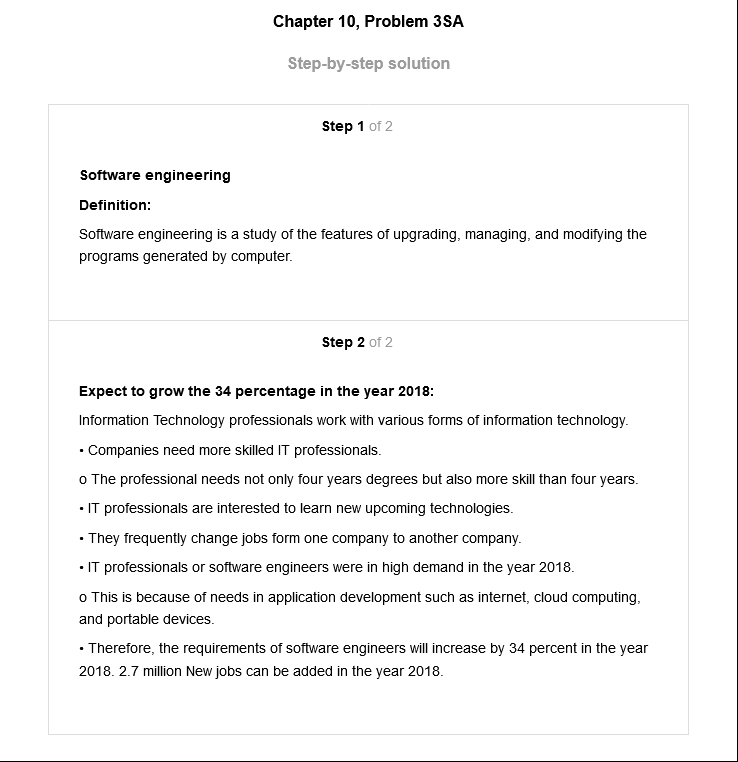 Chapter 10, Problem 3SA
Step-by-step solution
Step 1 of 2
Software engineering
Definition:
Software engineering is a study of the features of upgrading, managing, and modifying the
programs generated by computer.
Step 2 of 2
Expect to grow the 34 percentage in the year 2018:
Information Technology professionals work with various forms of information technology.
• Companies need more skilled IT professionals.
o The professional needs not only four years degrees but also more skill than four years.
• IT professionals are interested to learn new upcoming technologies.
• They frequently change jobs form one company to another company.
• IT professionals or software engineers were in high demand in the year 2018.
o This is because of needs in application development such as internet, cloud computing,
and portable devices.
• Therefore, the requirements of software engineers will increase by 34 percent in the year
2018. 2.7 million New jobs can be added in the year 2018.